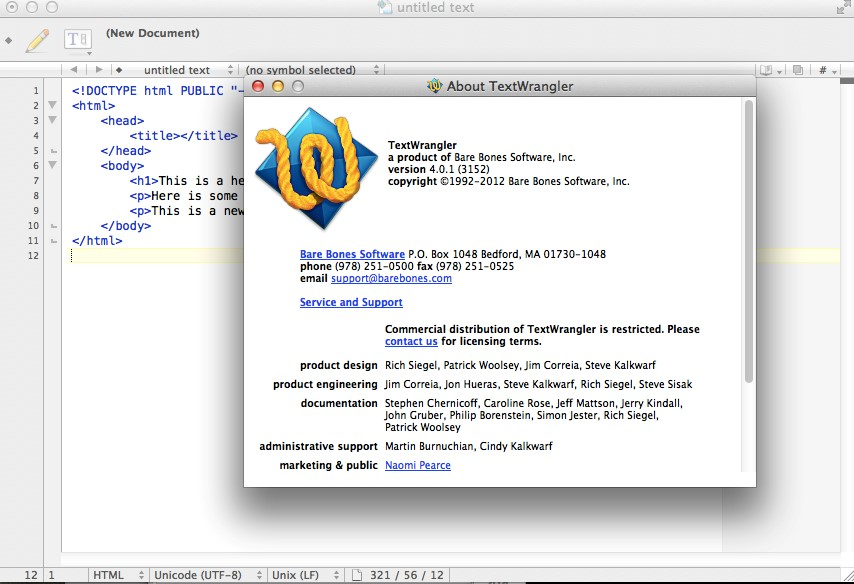 untitled text
(New Document)
untitled text (no symbol selected) #
About TextWrangler
1 <!DOCTYPE html PUBLIC "-
2 <html>
3 <head>
4 <title></title>
5 </head>
6 <body>
7 <h1>This is a he
8 <p>Here is some
9 <p>This is a new
10 </body>
11 </html>
12
TextWrangler
a product of Bare Bones Software, Inc.
version 4.0.1 (3152)
copyright ©1992-2012 Bare Bones Software, Inc.
Bare Bones Software P.O. Box 1048 Bedford, MA 01730-1048
phone (978) 251-0500 fax (978) 251-0525
email support@barebones.com
Service and Support
Commercial distribution of TextWrangler is restricted. Please
contact us for licensing terms.
product design Rich Siegel, Patrick Woolsey, Jim Correia, Steve Kalkwarf
product engineering Jim Correia, Jon Hueras, Steve Kalkwarf, Rich Siegel, Steve Sisak
documentation Stephen Chernicoff, Caroline Rose, Jeff Mattson, Jerry Kindall,
John Gruber, Philip Borenstein, Simon Jester, Rich Siegel,
Patrick Woolsey
administrative support Martin Burnuchian, Cindy Kalkwarf
marketing & public Naomi Pearce
12 1 HTML Unicode (UTF-8) Unix (LF) 321 / 56 / 12